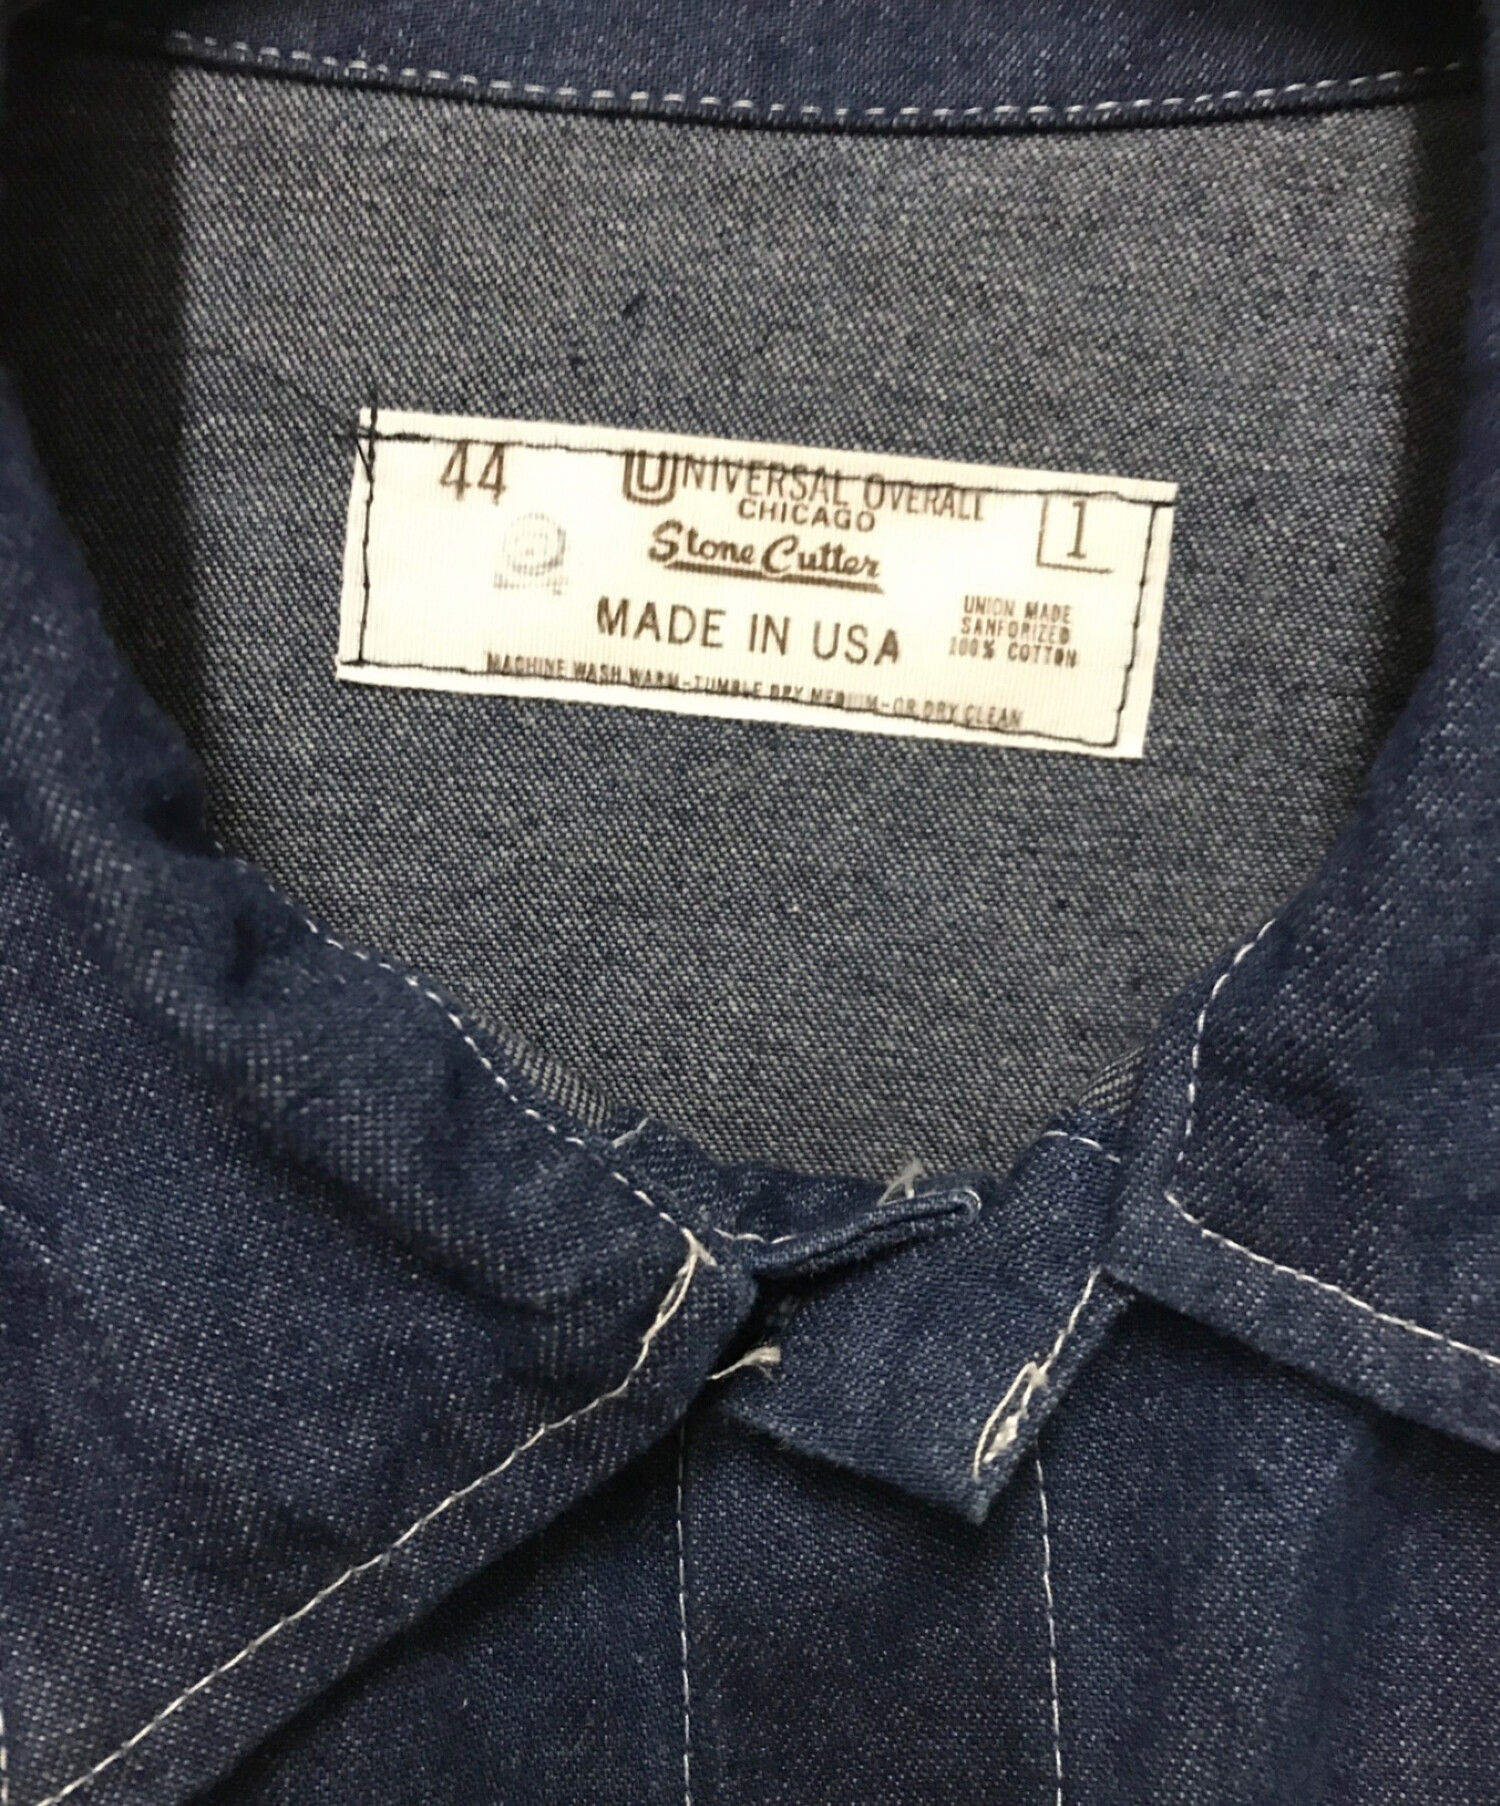 44
UNIVERSAL OVERALL
CHICAGO
Stone Cutter
MADE IN USA
1
UNION MADE
SANFORIZED
100% COTTON
MACHINE WASH WARM-TUMBLE DRY MEDIUM-OR DRY CLEAN